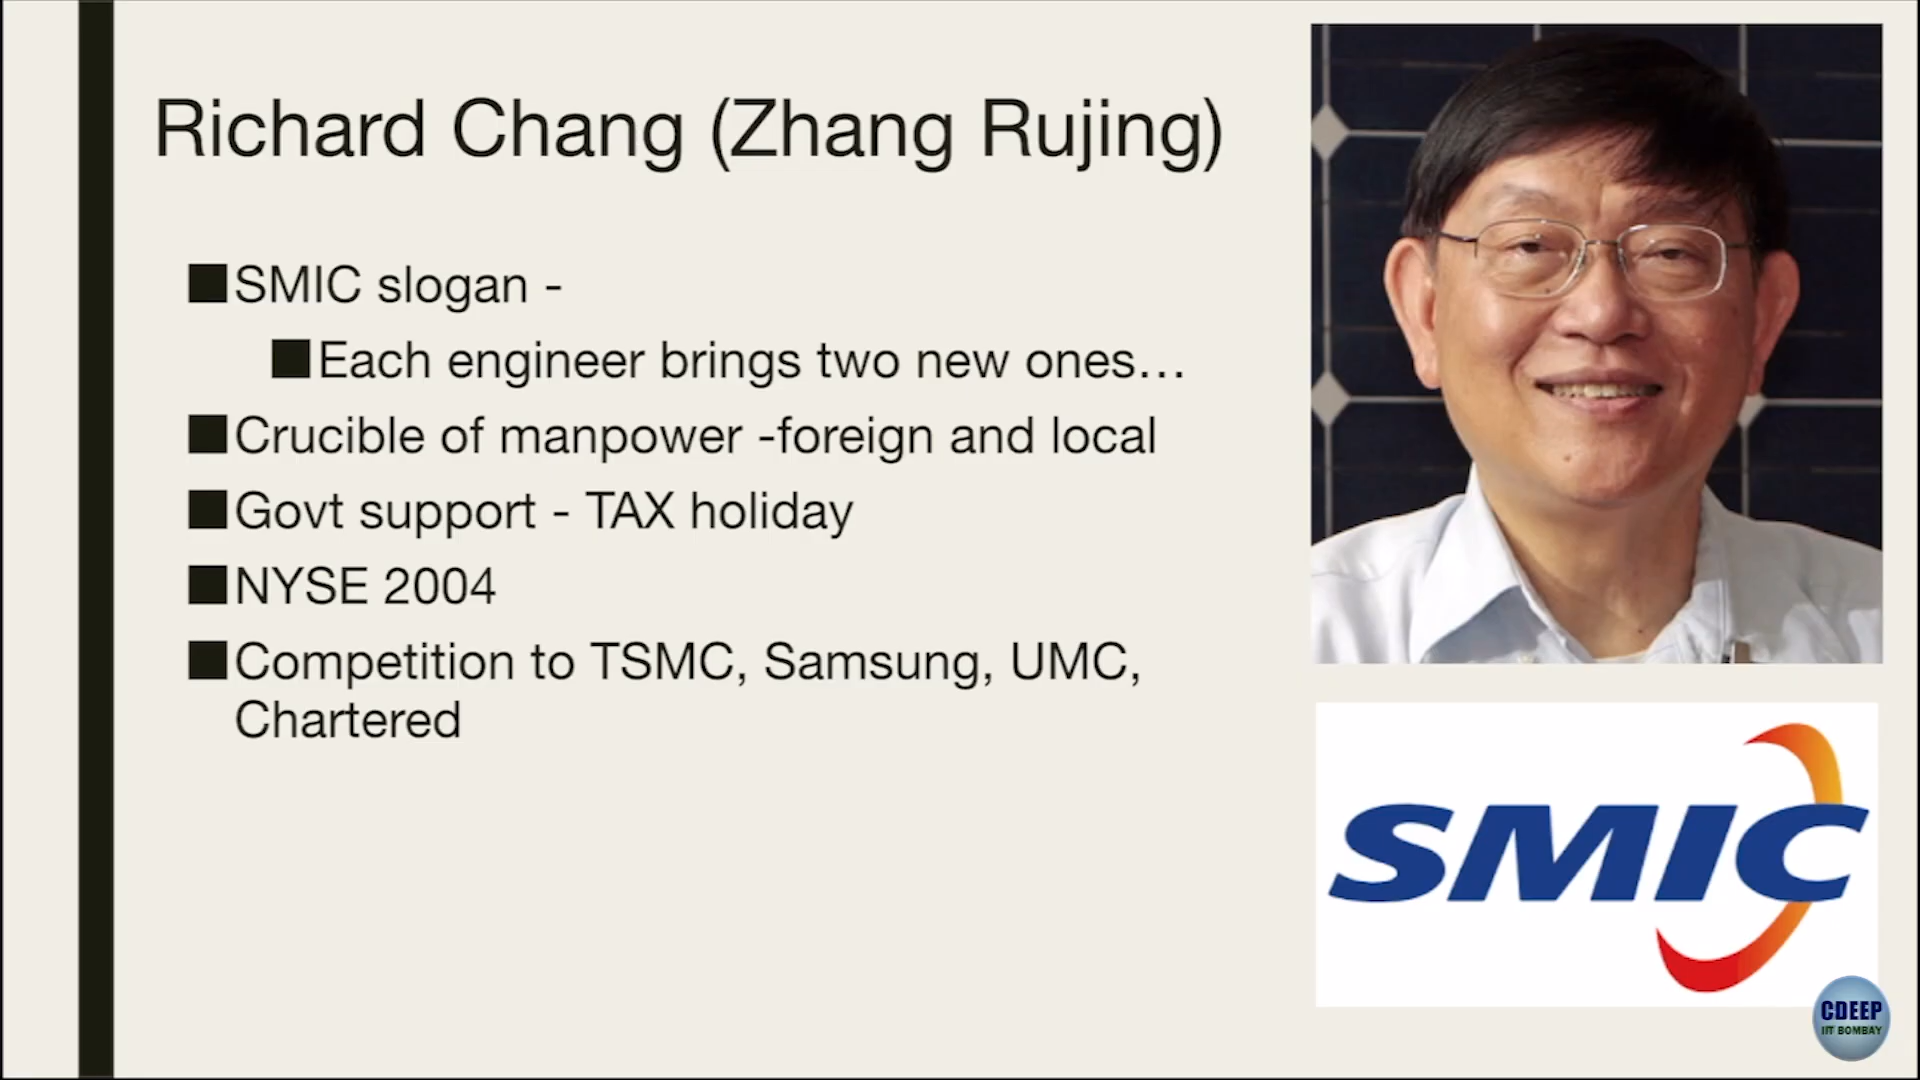 Richard Chang (Zhang Rujing)
SMIC slogan -
Each engineer brings two new ones…
Crucible of manpower -foreign and local
Govt support - TAX holiday
NYSE 2004
Competition to TSMC, Samsung, UMC,
Chartered
SMIC
CDEEP
IIT BOMBAY